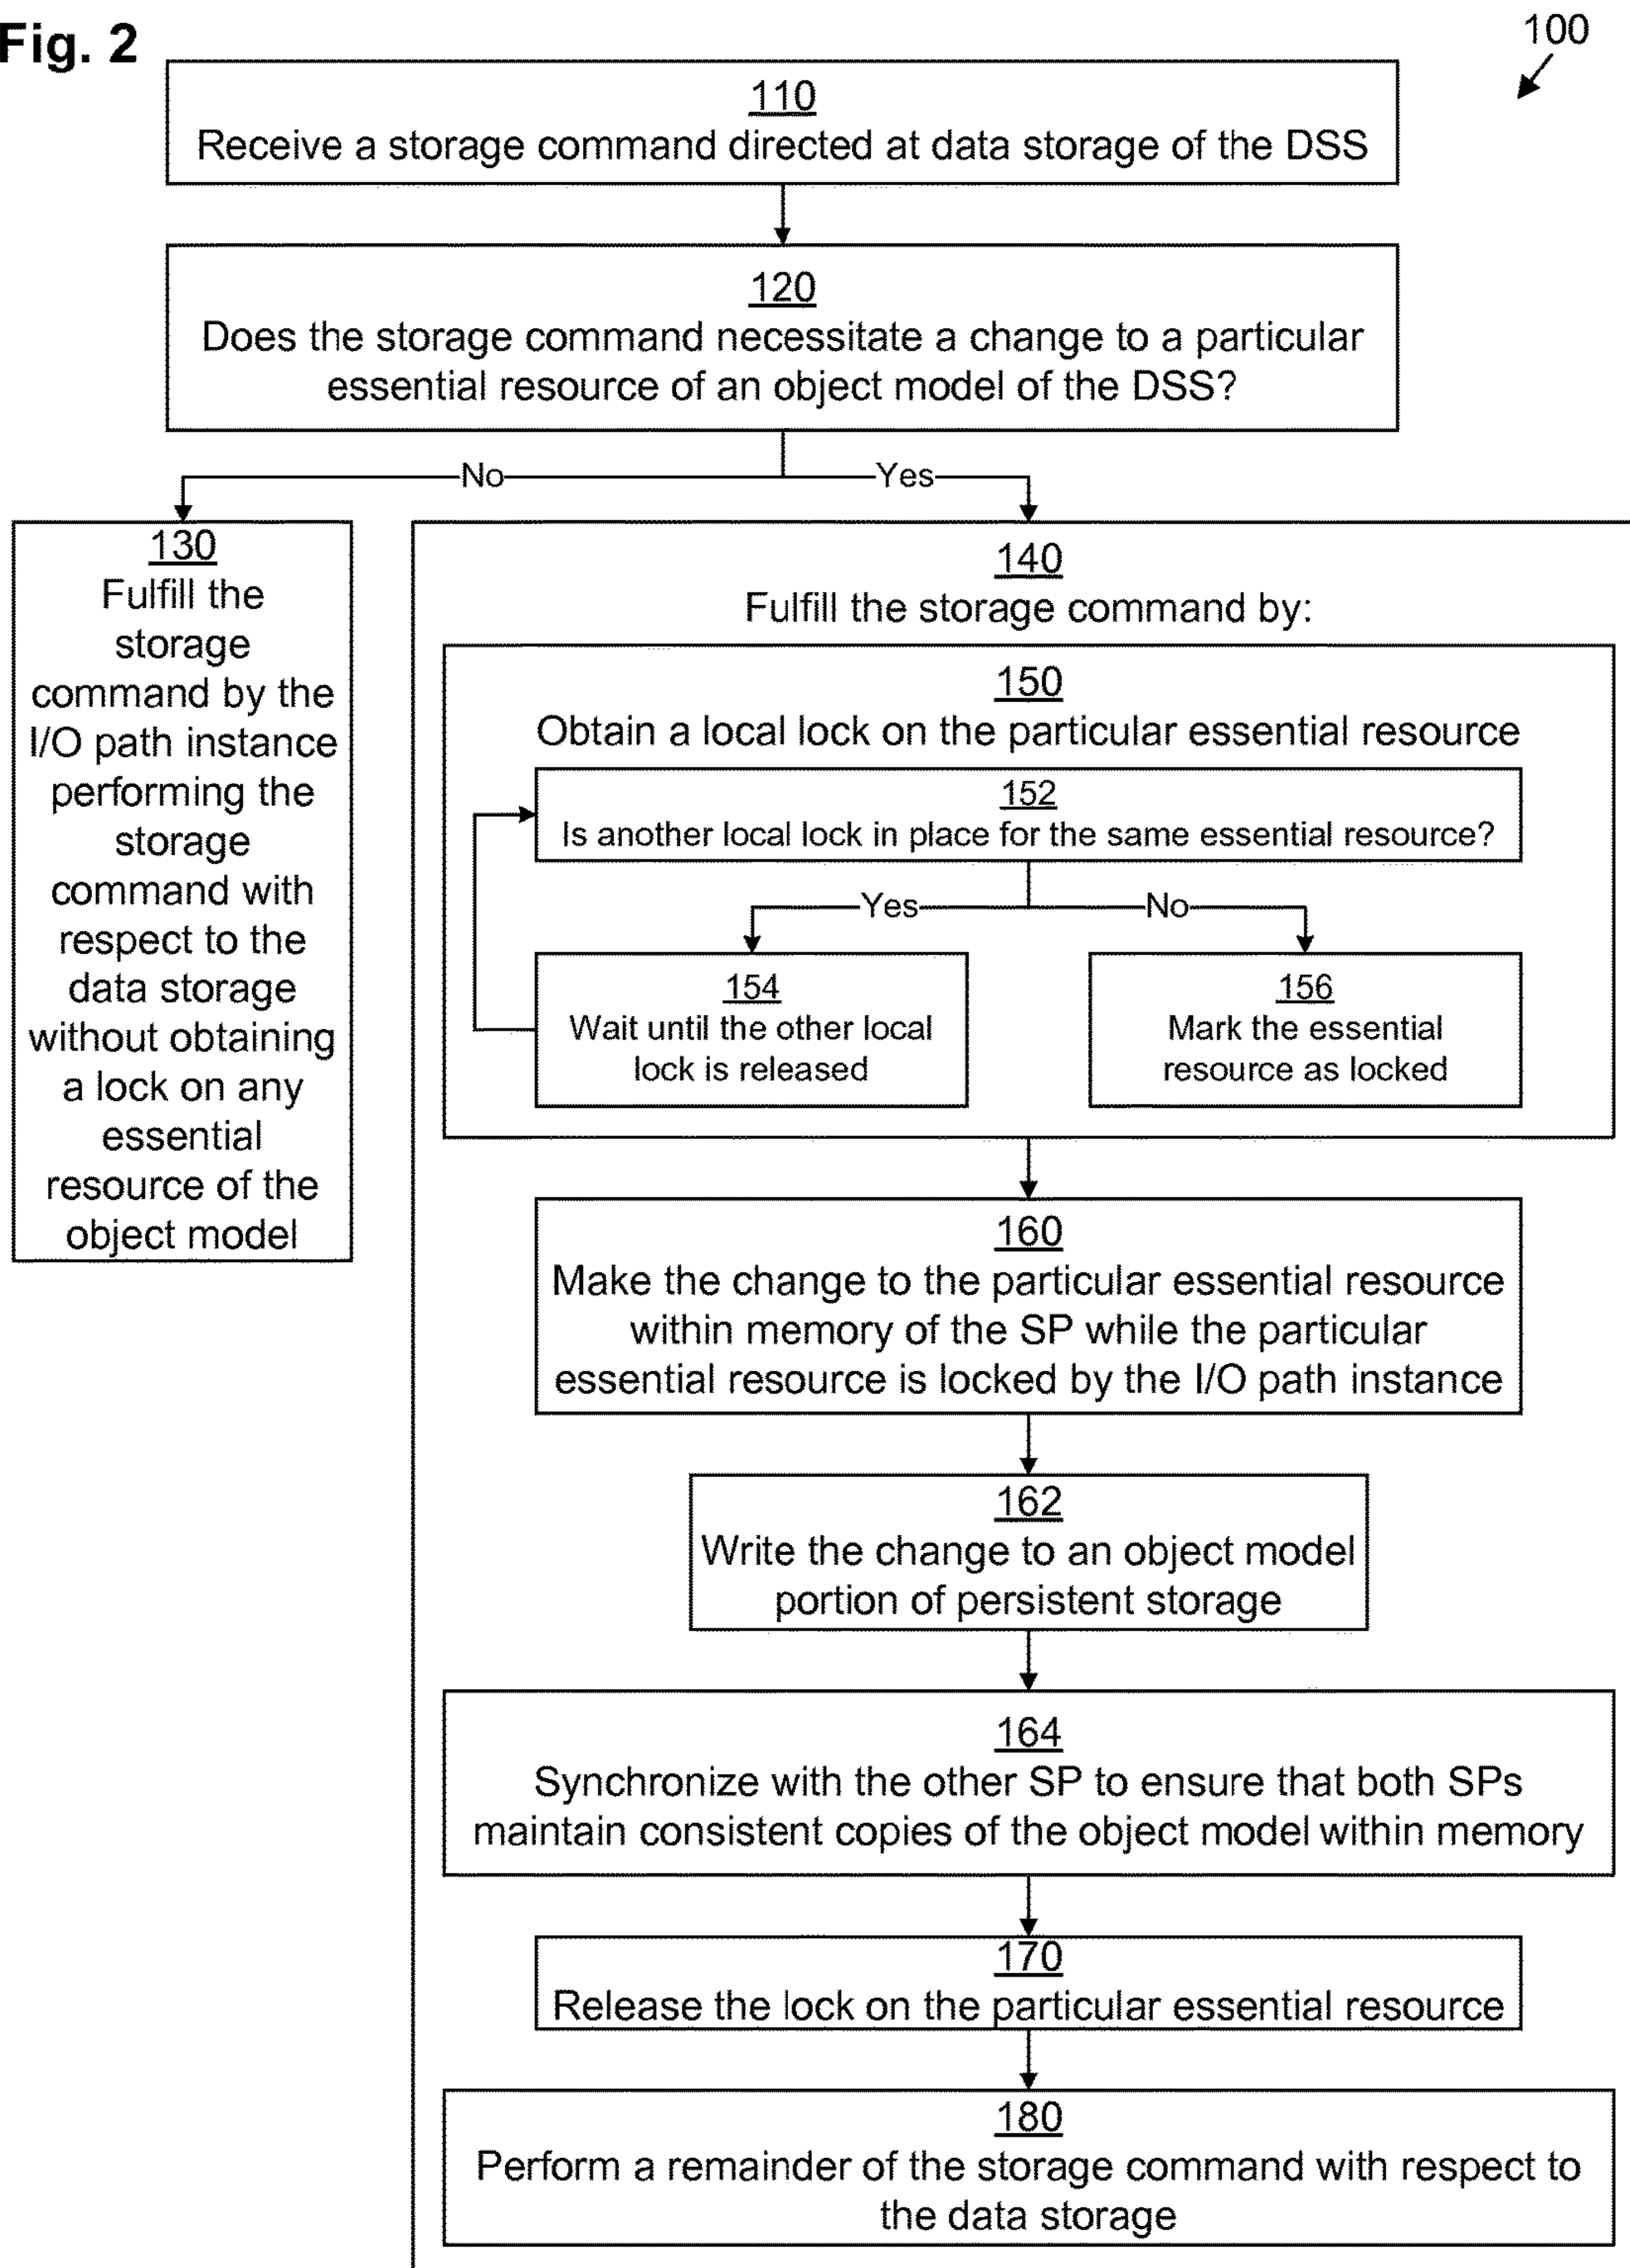 Fig. 2
100
110
Receive a storage command directed at data storage of the DSS
120
Does the storage command necessitate a change to a particular
essential resource of an object model of the DSS?
No
Yes
130
Fulfill the
storage
command by the
I/O path instance
performing the
storage
command with
respect to the
data storage
without obtaining
a lock on any
essential
resource of the
object model
140
Fulfill the storage command by:
150
Obtain a local lock on the particular essential resource
152
Is another local lock in place for the same essential resource?
Yes
No
154
Wait until the other local
lock is released
156
Mark the essential
resource as locked
160
Make the change to the particular essential resource
within memory of the SP while the particular
essential resource is locked by the I/O path instance
162
Write the change to an object model
portion of persistent storage
164
Synchronize with the other SP to ensure that both SPs
maintain consistent copies of the object model within memory
170
Release the lock on the particular essential resource
180
Perform a remainder of the storage command with respect to
the data storage